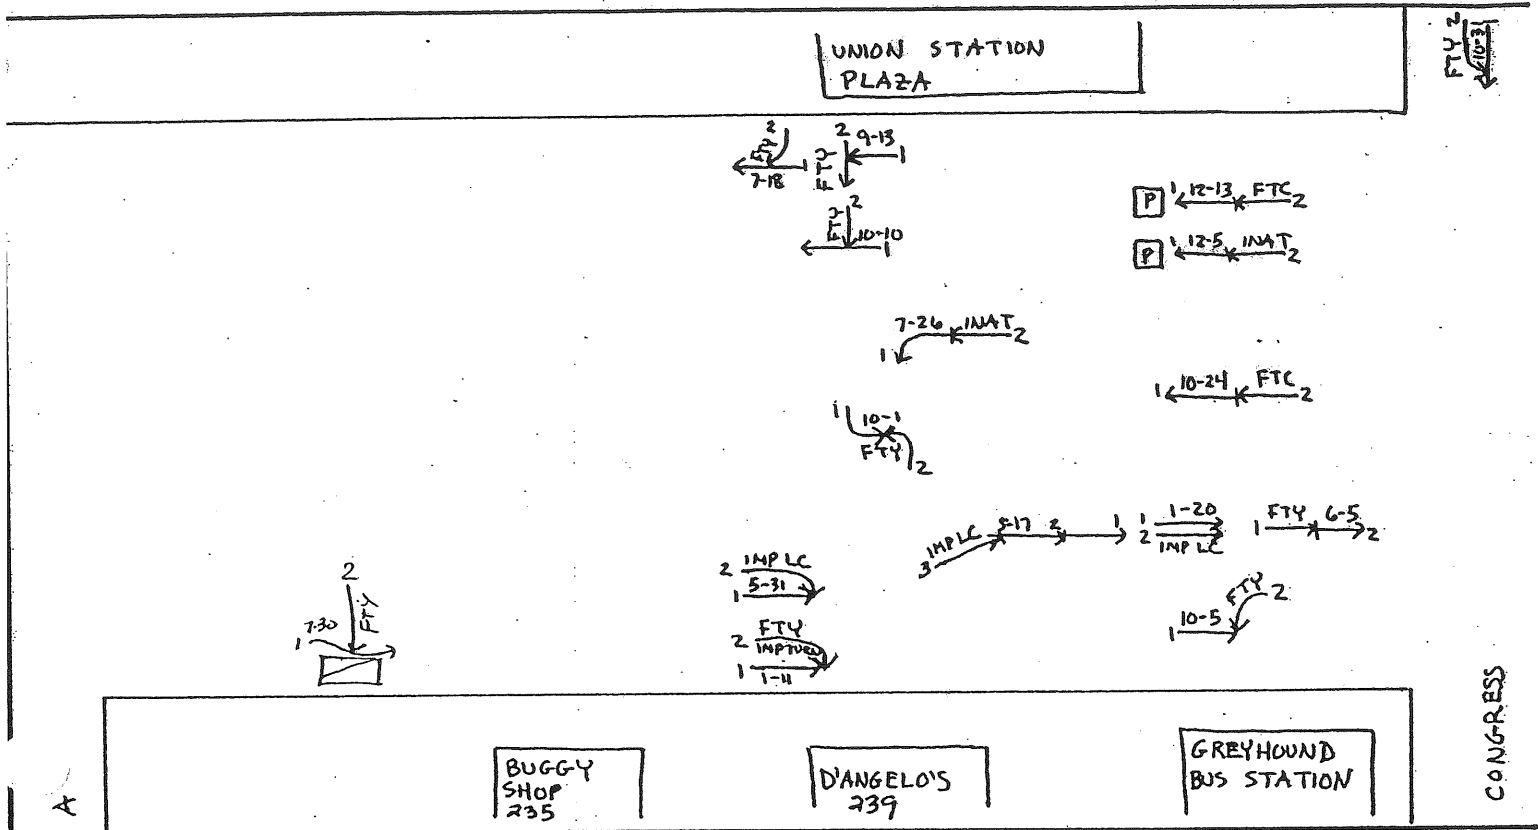 UNION STATION
PLAZA
FTY 2
10-31
FTY 2
7-18
1
2
FTY
9-13
1
FTY
2
10-10
1
P
1 12-13 FTC 2
P
1 12-5 INAT 2
7-26 INAT 2
1
1 10-24 FTC 2
1
10-1
FTY
2
IMP LC
3
2
1
1
1-20
2
IMP LC
1 FTY 6-5 2
2 IMP LC
1 5-31
2
FTY
7-30
1
2 FTY
IMPTURN
1
1-11
FTY
2
10-5
1
CONGRESS
BUGGY
SHOP
235
D'ANGELO'S
239
GREYHOUND
BUS STATION
A